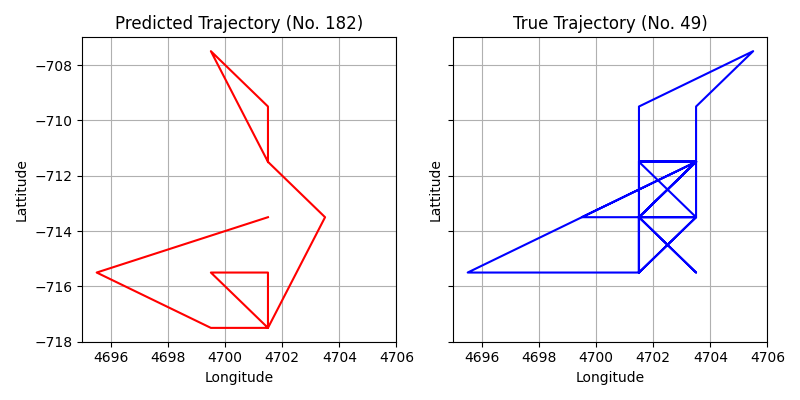 Predicted Trajectory (No. 182)
True Trajectory (No. 49)
Lattitude
−708
−710
−712
−714
−716
−718
4696 4698 4700 4702 4704 4706
Longitude
Lattitude
4696 4698 4700 4702 4704 4706
Longitude